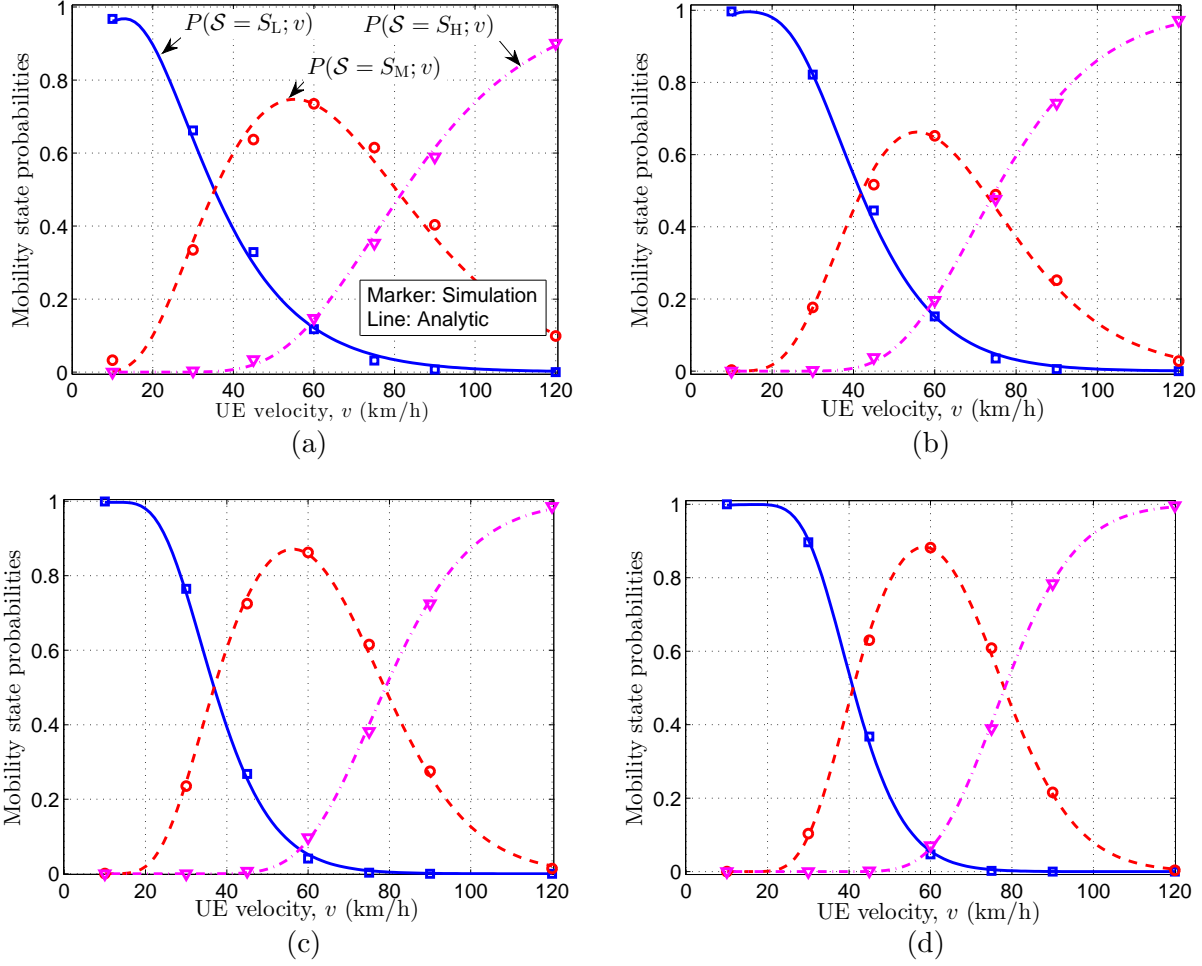 1
0.8
0.6
0.4
0.2
0
Mobility state probabilities
P(𝒮 = S_L; v)
P(𝒮 = S_H; v)
P(𝒮 = S_M; v)
Marker: Simulation
Line: Analytic
0 20 40 60 80 100 120
UE velocity, v (km/h)
(a)
1
0.8
0.6
0.4
0.2
0
Mobility state probabilities
0 20 40 60 80 100 120
UE velocity, v (km/h)
(b)
1
0.8
0.6
0.4
0.2
0
Mobility state probabilities
0 20 40 60 80 100 120
UE velocity, v (km/h)
(c)
1
0.8
0.6
0.4
0.2
0
Mobility state probabilities
0 20 40 60 80 100 120
UE velocity, v (km/h)
(d)